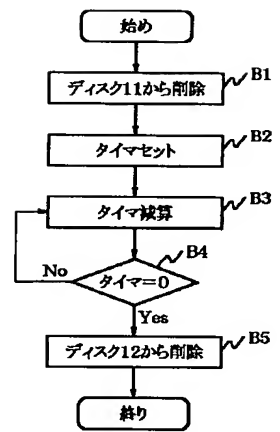 始め
ディスク11から削除
B1
タイマセット
B2
タイマ減算
B3
B4
タイマ=0
No
Yes
ディスク12から削除
B5
終り